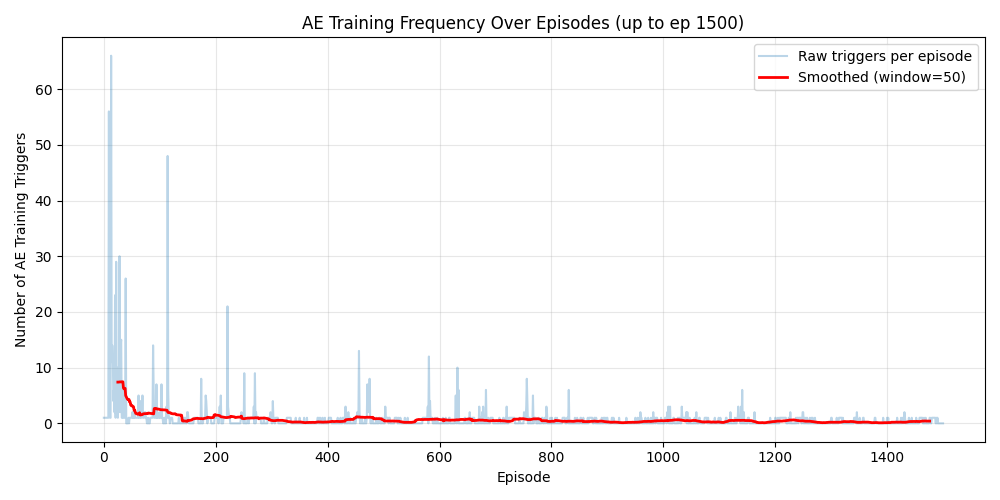 AE Training Frequency Over Episodes (up to ep 1500)
Raw triggers per episode
Smoothed (window=50)
Number of AE Training Triggers
60
50
40
30
20
10
0
0 200 400 600 800 1000 1200 1400
Episode